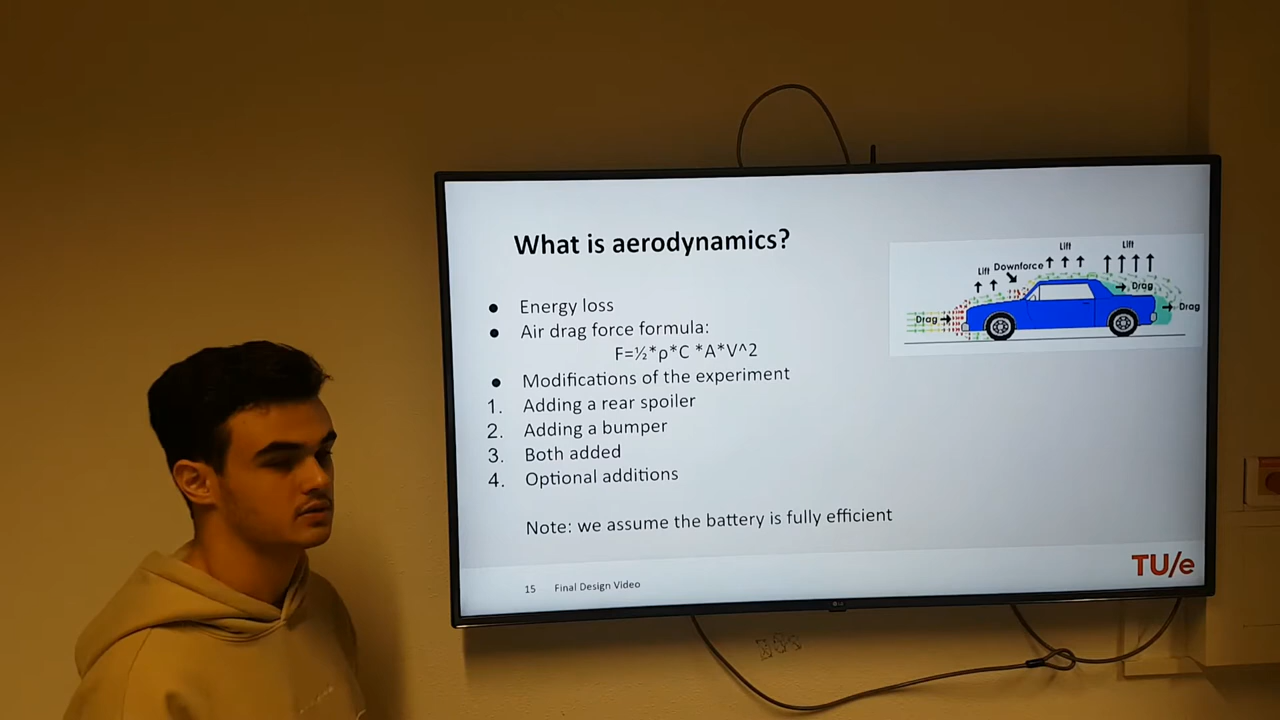 What is aerodynamics?
● Energy loss
● Air drag force formula:
F=½*ρ*C *A*V^2
● Modifications of the experiment
1. Adding a rear spoiler
2. Adding a bumper
3. Both added
4. Optional additions
Note: we assume the battery is fully efficient
Lift
Lift
Lift
Downforce
Drag
Drag
Drag
15 Final Design Video
TU/e
LG